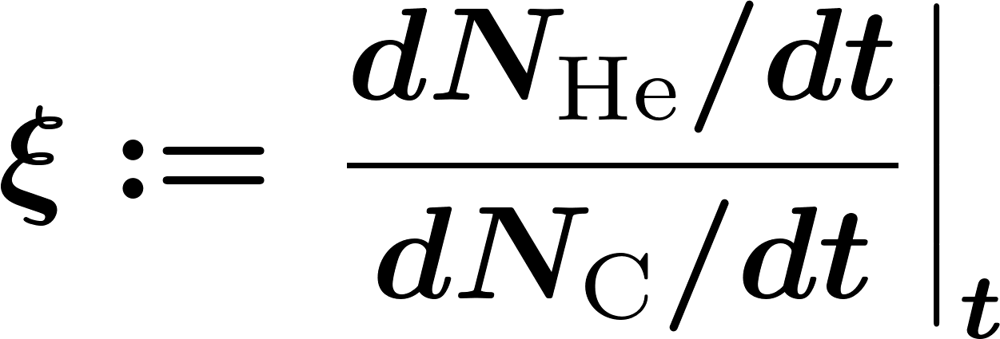 ξ := dN_He/dt / dN_C/dt |_t